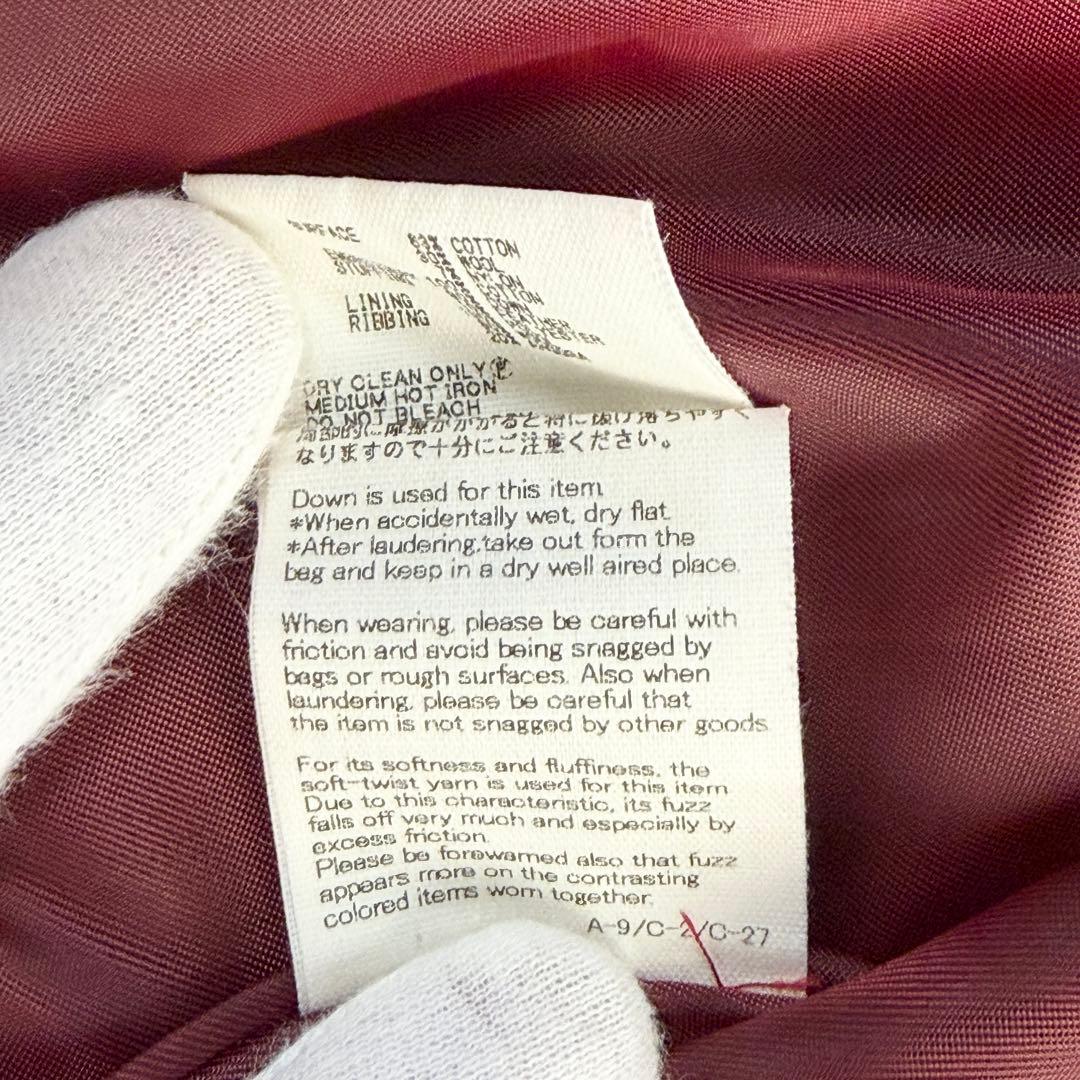 63% COTTON
WOOL
NYLON
COTTON
LINING
RIBBING
DRY CLEAN ONLY
MEDIUM HOT IRON
DO NOT BLEACH
なりますので十分にご注意ください。
Down is used for this item
*When accidentally wet, dry flat
*After laudering,take out form the
bag and keep in a dry well aired place.
When wearing, please be careful with
friction and avoid being snagged by
bags or rough surfaces. Also when
laundering, please be careful that
the item is not snagged by other goods
For its softness and fluffiness, the
soft-twist yarn is used for this item
Due to this characteristic, its fuzz
falls off very much and especially by
excess friction.
Please be forewarned also that fuzz
appears more on the contrasting
colored items worn together.
A-9/C-2/C-27